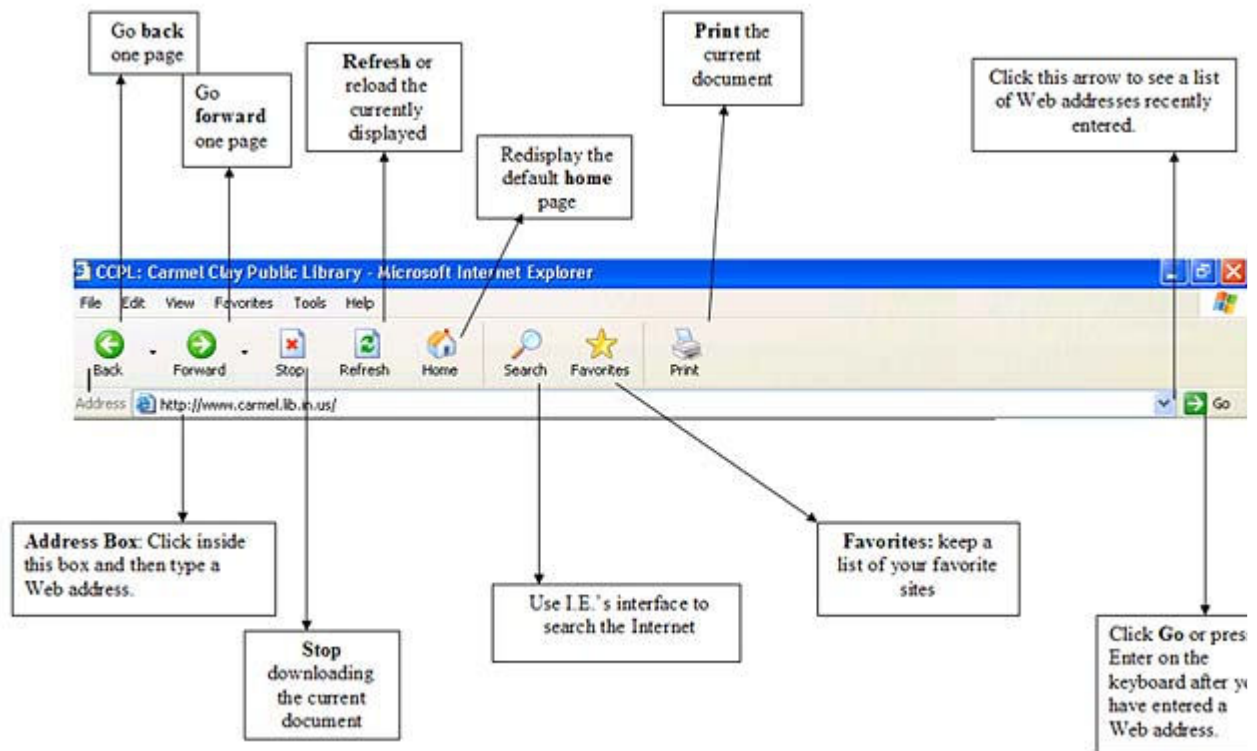 Go back
one page
Go
forward
one page
Refresh or
reload the
currently
displayed
Redisplay the
default home
page
Print the
current
document
Click this arrow to see a list
of Web addresses recently
entered.
CCPL: Carmel Clay Public Library - Microsoft Internet Explorer
File Edit View Favorites Tools Help
Back Forward Stop Refresh Home Search Favorites Print
Address http://www.carmel.lib.in.us/ Go
Address Box: Click inside
this box and then type a
Web address.
Stop
downloading
the current
document
Use I.E.'s interface to
search the Internet
Favorites: keep a
list of your favorite
sites
Click Go or pres
Enter on the
keyboard after y
have entered a
Web address.